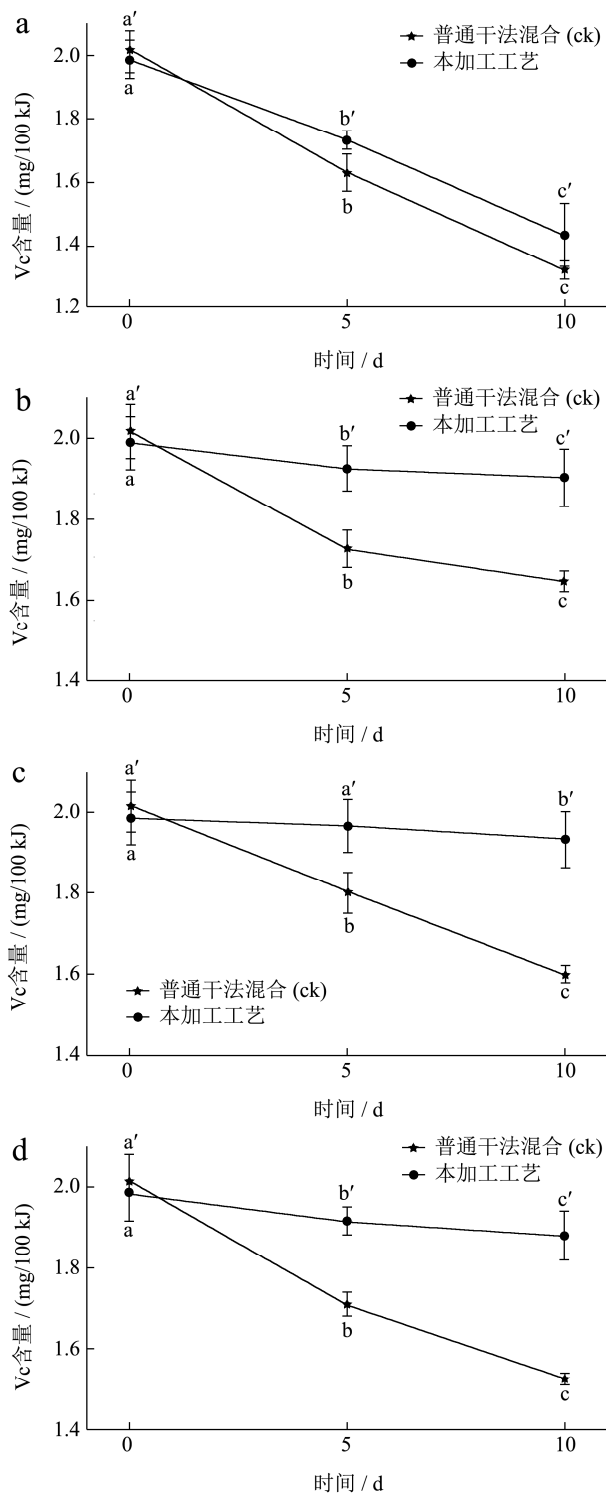 a
a′
普通干法混合 (ck)
本加工工艺
2.0
a
b′
1.8
1.6
b
c′
1.4
c
1.2
Vc含量 / (mg/100 kJ)
0 5 10
时间 / d
b
a′
普通干法混合 (ck)
本加工工艺
2.0
b′
c′
a
1.8
b
1.6
c
1.4
Vc含量 / (mg/100 kJ)
0 5 10
时间 / d
c
a′
a′
b′
2.0
a
1.8
b
1.6
普通干法混合 (ck)
c
本加工工艺
1.4
Vc含量 / (mg/100 kJ)
0 5 10
时间 / d
d
a′
普通干法混合 (ck)
本加工工艺
2.0
b′
c′
a
1.8
b
1.6
c
1.4
Vc含量 / (mg/100 kJ)
0 5 10
时间 / d